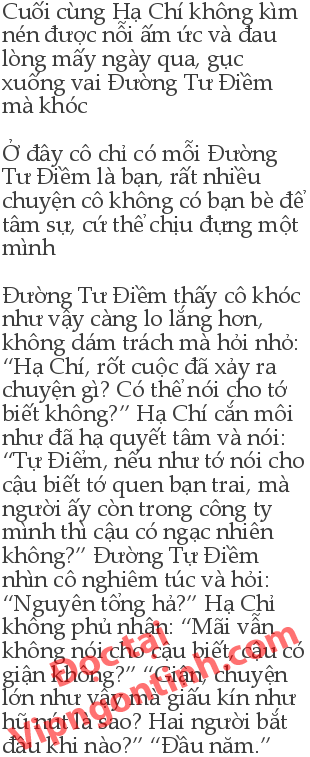 Cuối cùng Hạ Chí không kìm
nén được nỗi ấm ức và đau
lòng mấy ngày qua, gục
xuống vai Đường Tư Điềm
mà khóc

Ở đây cô chỉ có mỗi Đường
Tư Điềm là bạn, rất nhiều
chuyện cô không có bạn bè để
tâm sự, cứ thể chịu đựng một
mình

Đường Tư Điềm thấy cô khóc
như vậy càng lo lắng hơn,
không dám trách mà hỏi nhỏ:
“Hạ Chí, rốt cuộc đã xảy ra
chuyện gì? Có thể nói cho tớ
biết không?” Hạ Chí cắn môi
như đã hạ quyết tâm và nói:
“Tự Điểm, nếu như tớ nói cho
cậu biết tớ quen bạn trai, mà
người ấy còn trong công ty
mình thì cậu có ngạc nhiên
không?” Đường Tự Điềm
nhìn cô nghiêm túc và hỏi:
“Nguyên tổng hả?” Hạ Chỉ
không phủ nhận: “Mãi vẫn
không nói cho cậu biết, cậu có
giận không?” “Giận, chuyện
lớn như vậy mà giấu kín như
hũ nút là sao? Hai người bắt
đầu khi nào?” “Đầu năm.”
Đọc tại
Vipngontinh.com